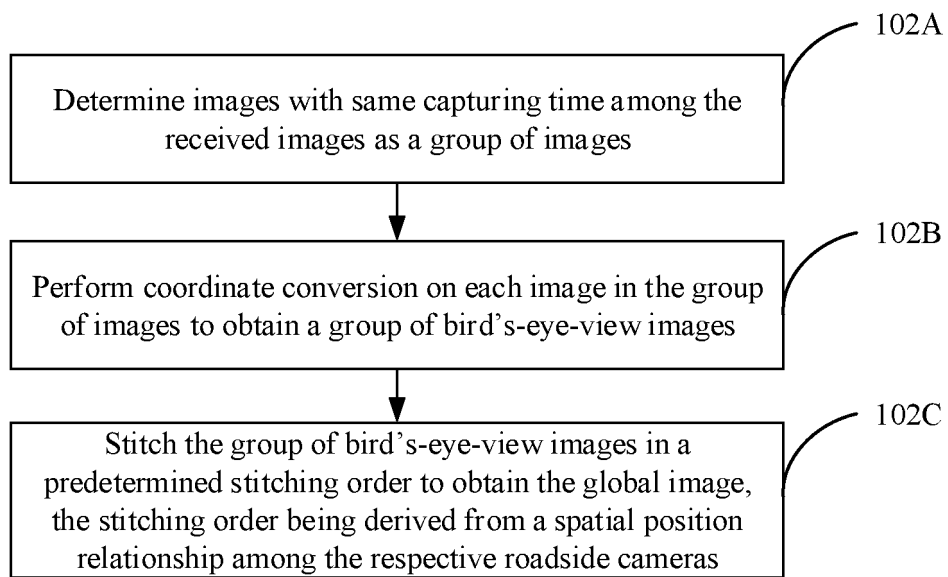 102A
Determine images with same capturing time among the
received images as a group of images
102B
Perform coordinate conversion on each image in the group
of images to obtain a group of bird’s-eye-view images
102C
Stitch the group of bird’s-eye-view images in a
predetermined stitching order to obtain the global image,
the stitching order being derived from a spatial position
relationship among the respective roadside cameras